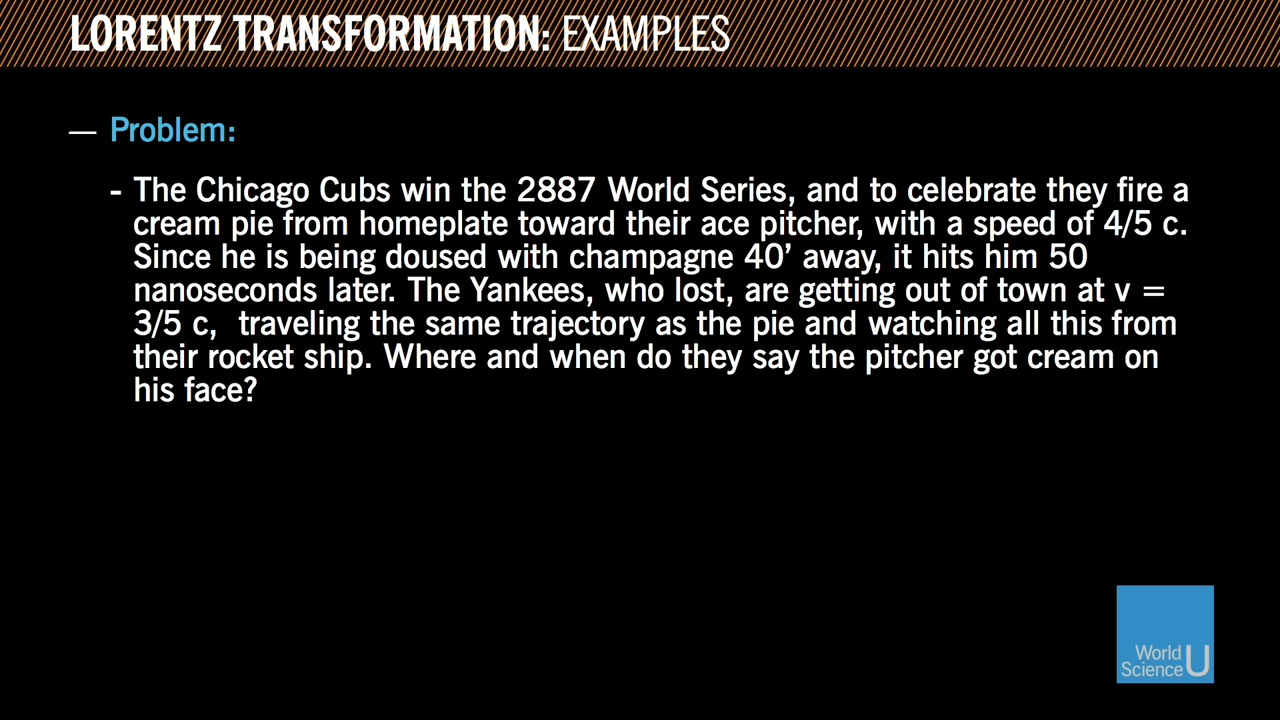 LORENTZ TRANSFORMATION: EXAMPLES
— Problem:
- The Chicago Cubs win the 2887 World Series, and to celebrate they fire a
cream pie from homeplate toward their ace pitcher, with a speed of 4/5 c.
Since he is being doused with champagne 40’ away, it hits him 50
nanoseconds later. The Yankees, who lost, are getting out of town at v =
3/5 c, traveling the same trajectory as the pie and watching all this from
their rocket ship. Where and when do they say the pitcher got cream on
his face?
World
Science U